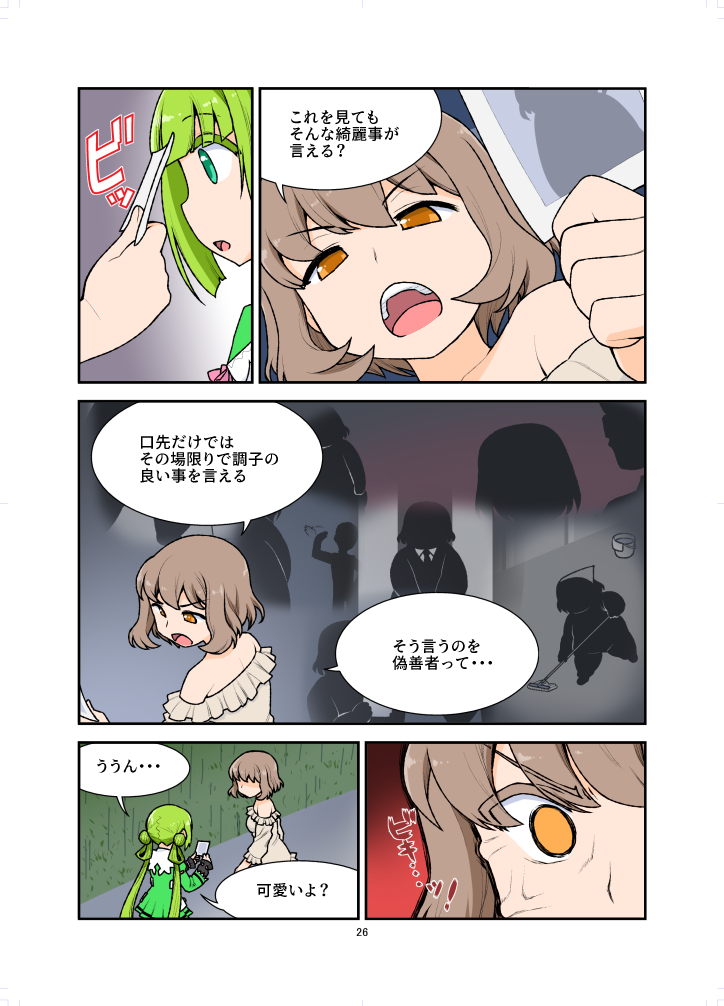 これを見ても
そんな綺麗事が
言える?
ビッ
口先だけでは
その場限りで調子の
良い事を言える
そう言うのを
偽善者って・・・
ビキ…ッ!
ううん・・・
可愛いよ?
26